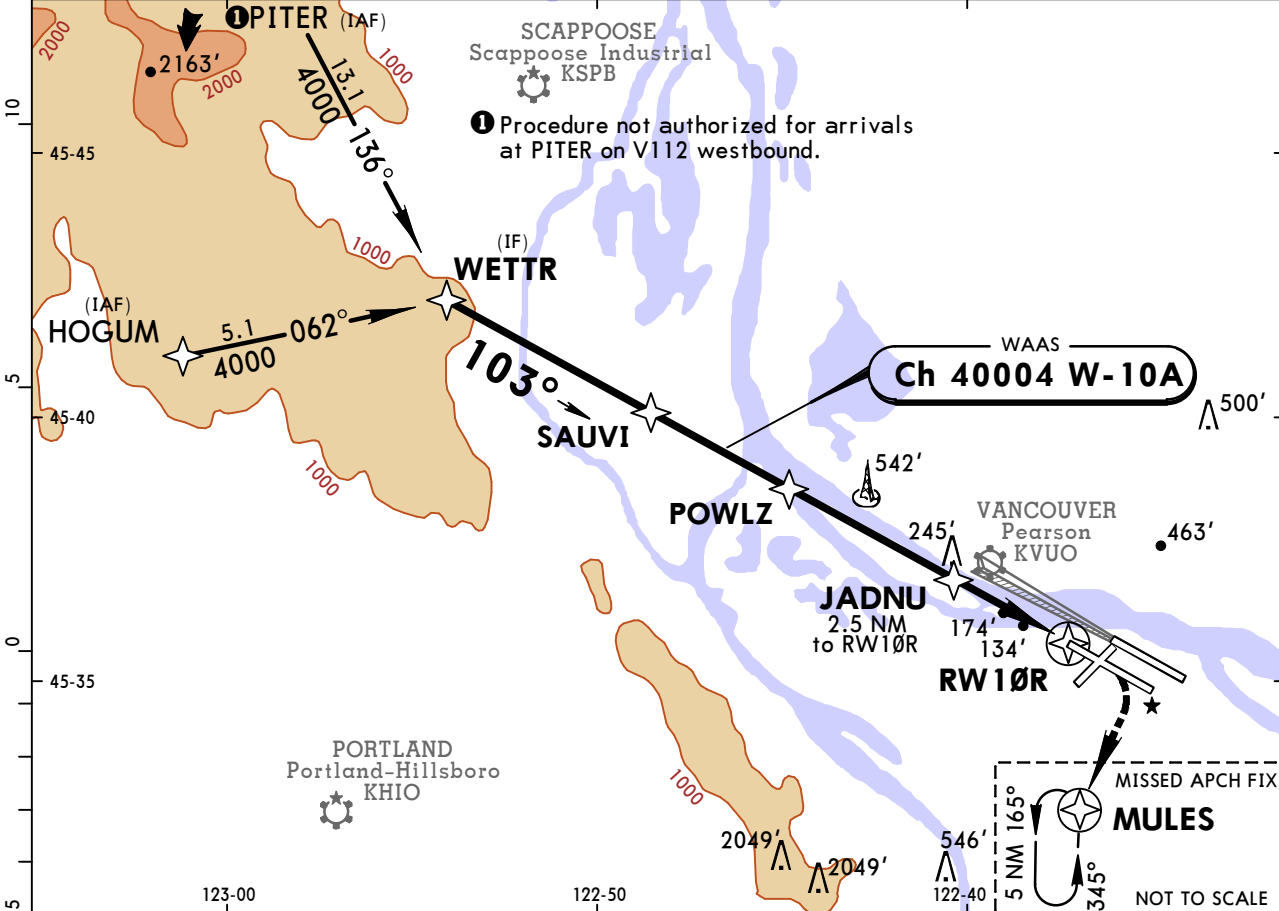 2000
❶PITER (IAF)
2163'
2000
1000
13.1
4000
136°
SCAPPOOSE
Scappoose Industrial
KSPB
❶ Procedure not authorized for arrivals
at PITER on V112 westbound.
10
45-45
1000
(IF)
WETTR
(IAF)
HOGUM
5.1
4000
062°
103°
SAUVI
WAAS
Ch 40004 W-10A
500'
5
45-40
1000
542'
POWLZ
VANCOUVER
Pearson
KVUO
245'
463'
JADNU
2.5 NM
to RW1ØR
174'
134'
0
45-35
RW1ØR
PORTLAND
Portland-Hillsboro
KHIO
1000
MISSED APCH FIX
MULES
5 NM
165°
345°
2049'
2049'
546'
NOT TO SCALE
5
123-00
122-50
122-40